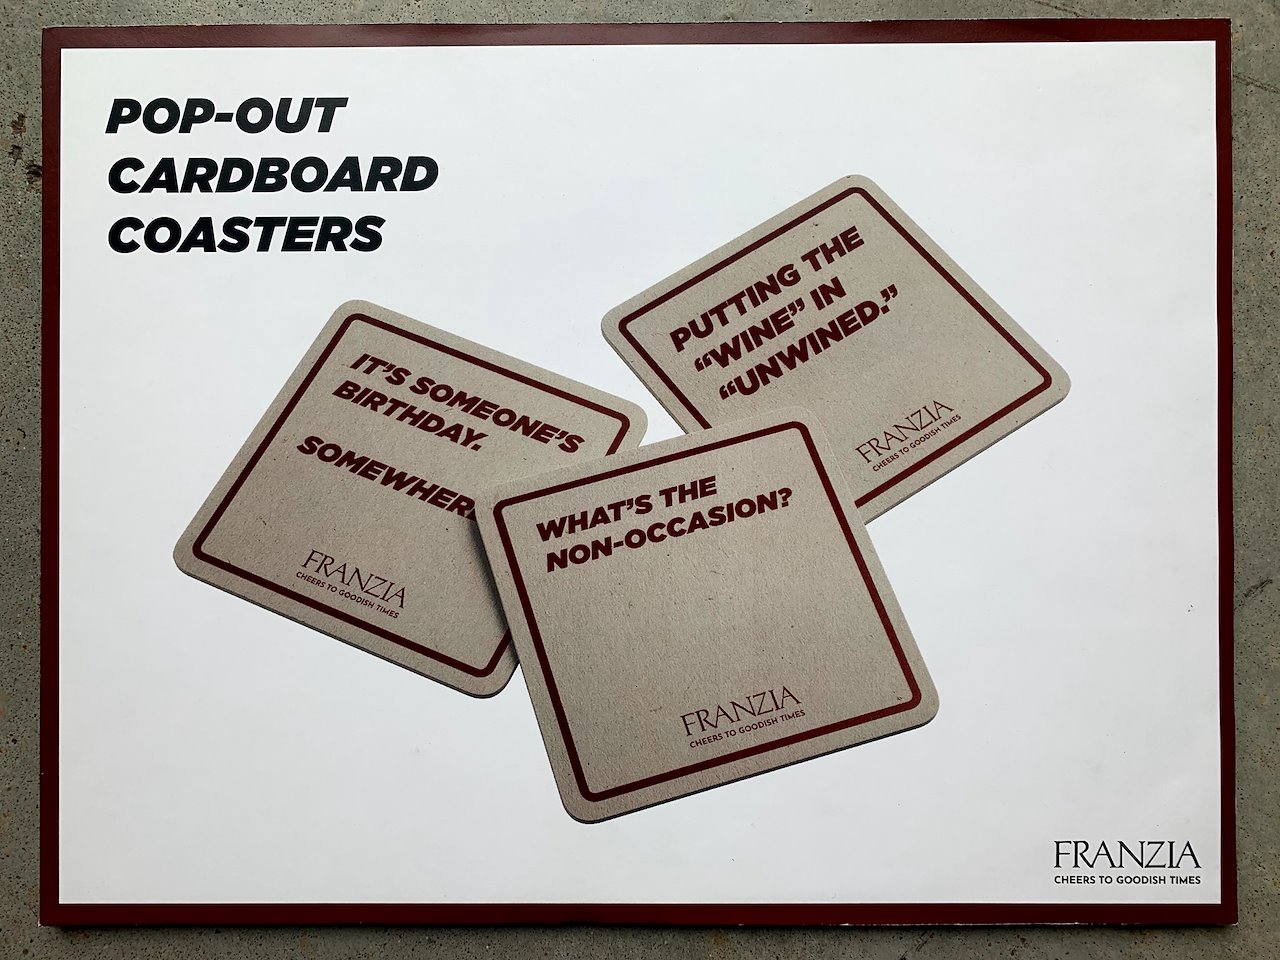 POP-OUT
CARDBOARD
COASTERS
PUTTING THE
“WINE” IN
“UNWINED.”
FRANZIA
CHEERS TO GOODISH TIMES
IT’S SOMEONE’S
BIRTHDAY.
SOMEWHER
FRANZIA
CHEERS TO GOODISH TIMES
WHAT’S THE
NON-OCCASION?
FRANZIA
CHEERS TO GOODISH TIMES
FRANZIA
CHEERS TO GOODISH TIMES